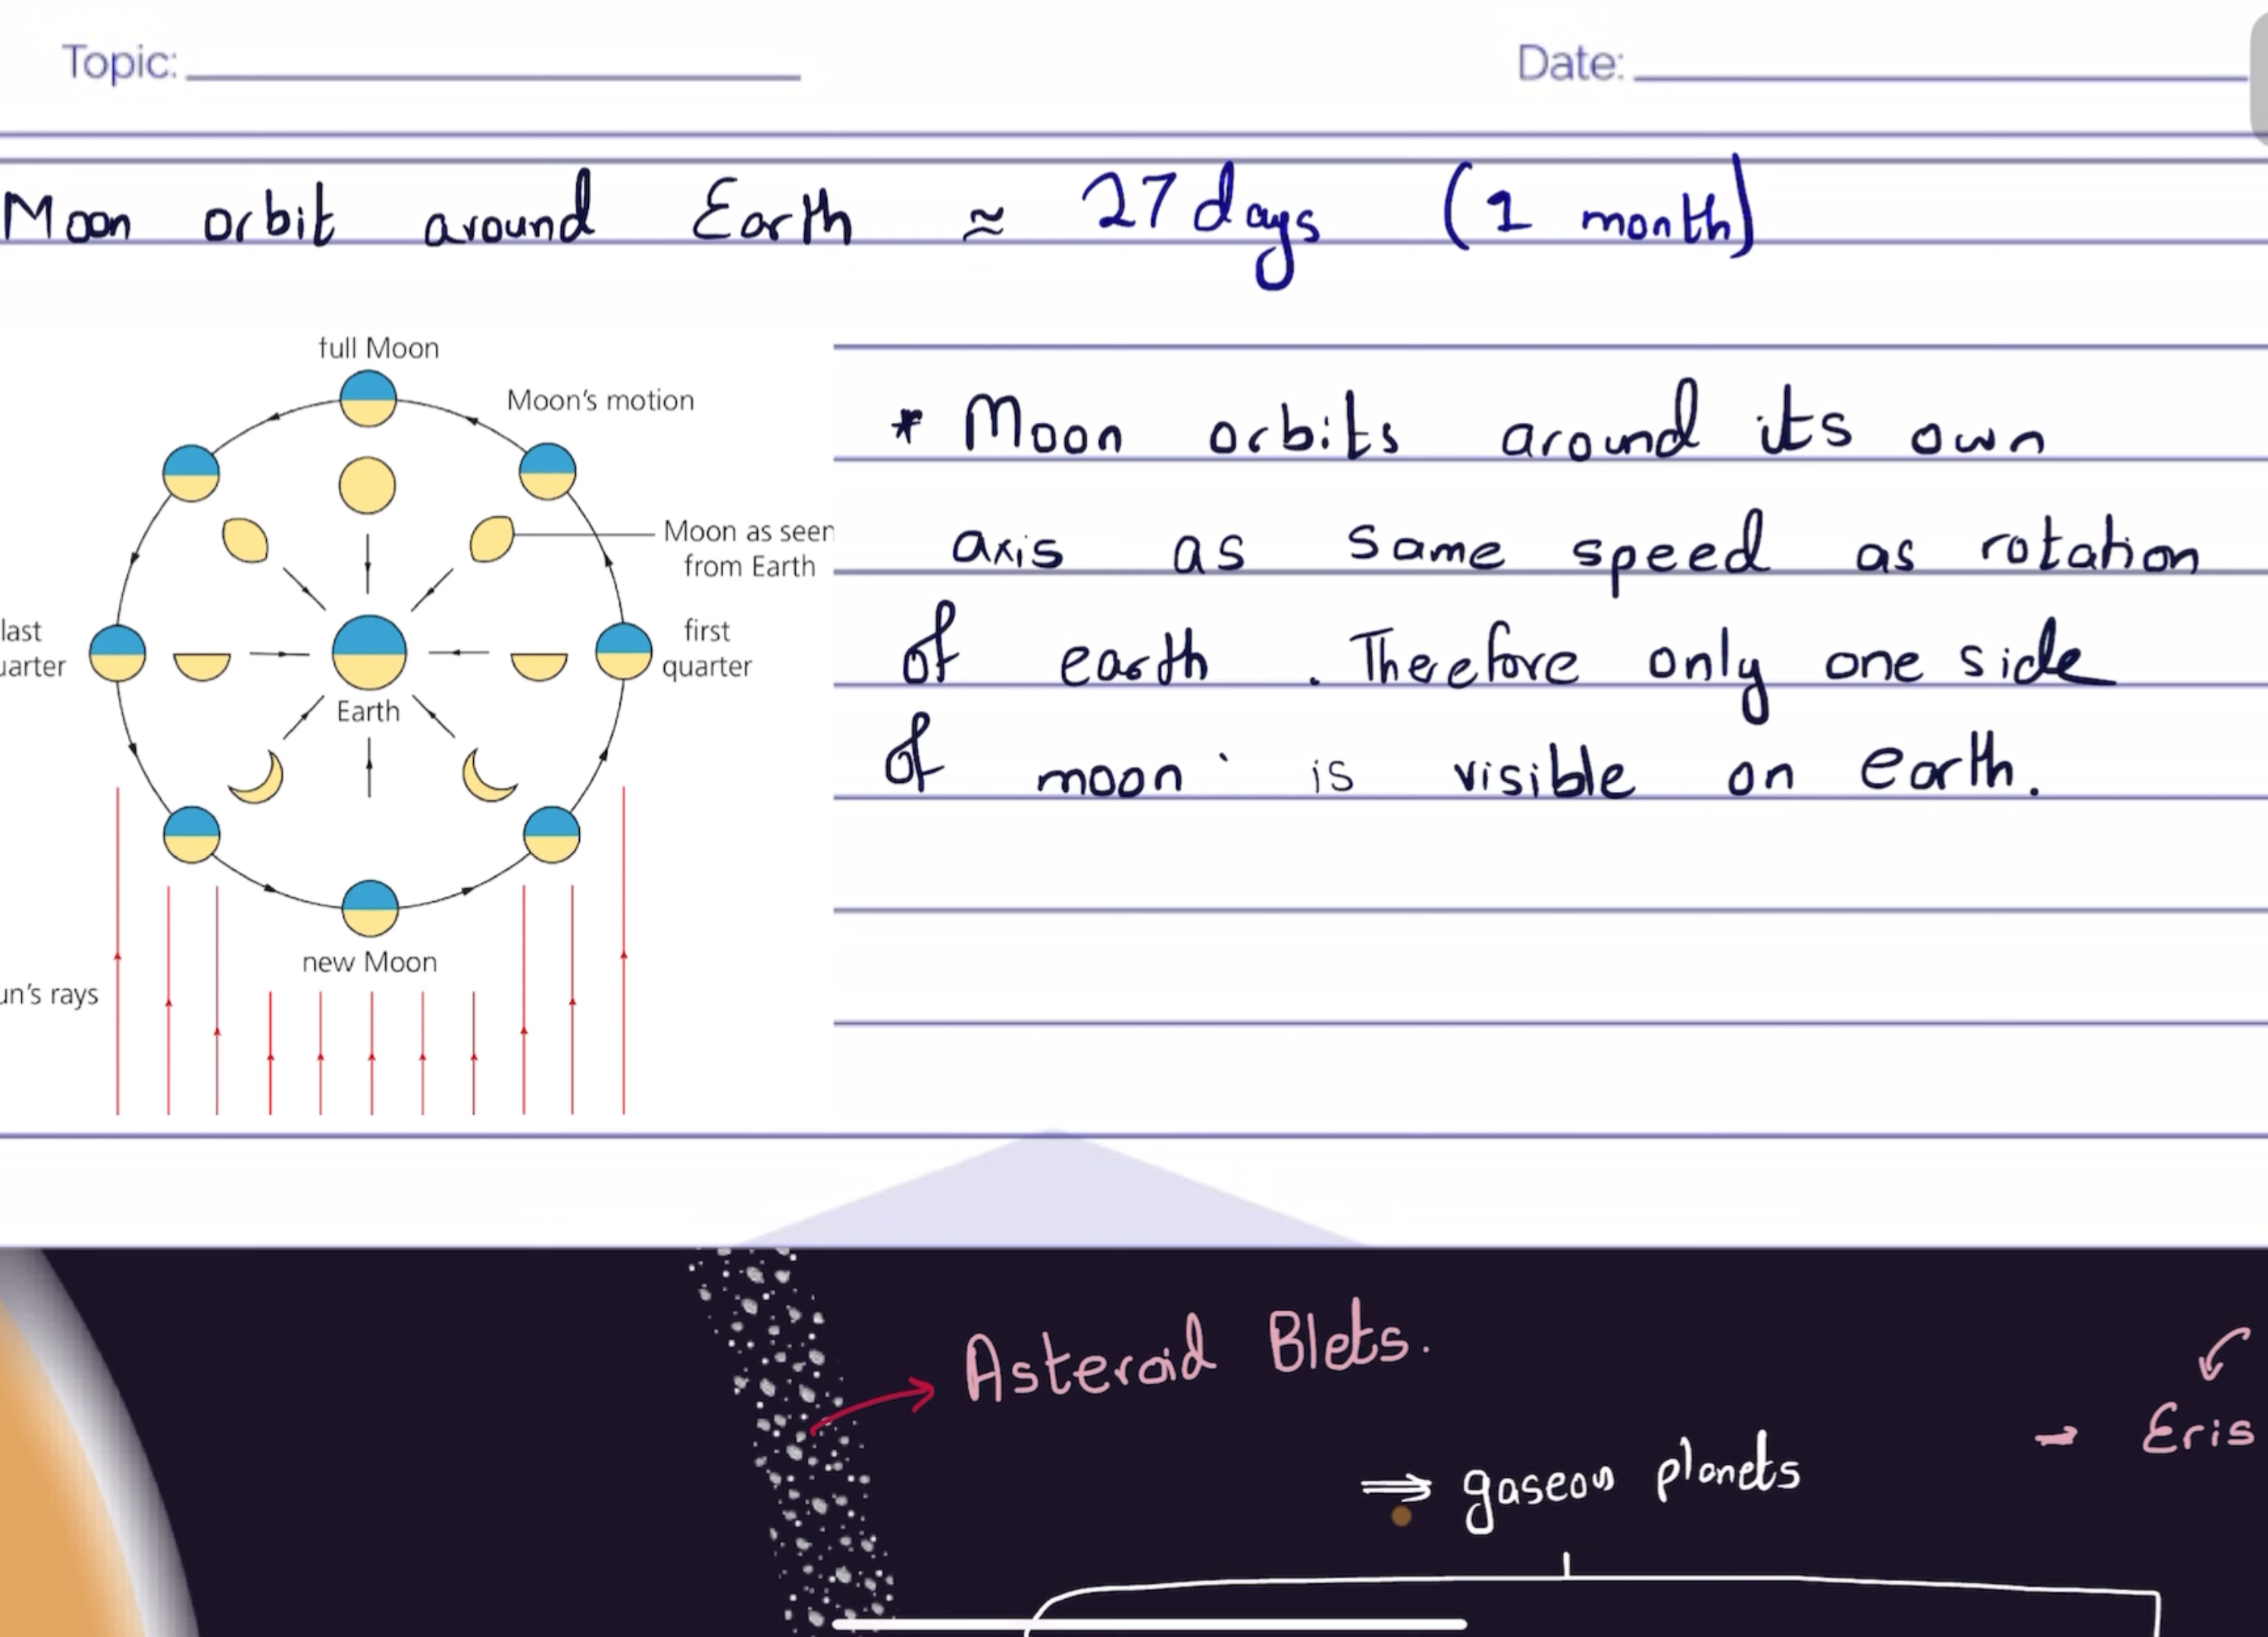 Topic:
Date:
Moon orbit around Earth ≈ 27 days (1 month)
full Moon
Moon's motion
Moon as seen
from Earth
last
uarter
first
quarter
Earth
new Moon
un's rays
* Moon orbits around its own
axis as same speed as rotation
of earth . Therefore only one side
of moon is visible on earth.
Asteroid Blets.
→ Eris
⇒ gaseous planets